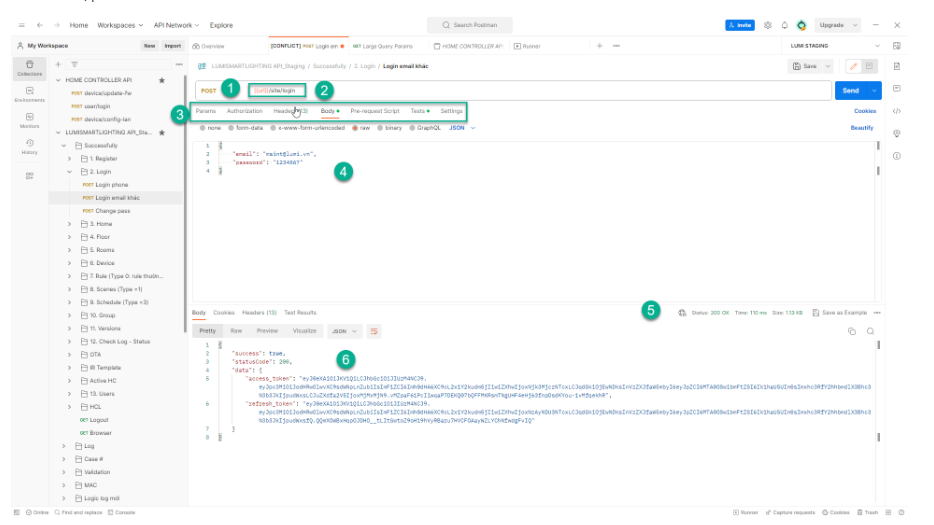 Home Workspaces API Network Explore
Search Postman
Invite
Upgrade
My Workspace New Import
Overview
[CONFLICT] POST Login em
GET Large Query Params
HOME CONTROLLER API
Runner
LUMI STAGING
Collections
Environments
Monitors
History
HOME CONTROLLER API
POST device/update-fw
POST user/login
POST device/config-lan
LUMISMARTLIGHTING API_Sta...
Successfully
1. Register
2. Login
POST Login phone
POST Login email khác
POST Change pass
3. Home
4. Floor
5. Rooms
6. Device
7. Rule (Type 0: rule thườn...
8. Scenes (Type =1)
9. Schedule (Type =3)
10. Group
11. Versions
12. Check Log - Status
OTA
IR Template
Active HC
13. Users
HCL
GET Logout
GET Browser
Log
Case #
Validation
MAC
Logic log mới
LUMISMARTLIGHTING API_Staging / Successfully / 2. Login / Login email khác
Save
POST
1
{{url}}/site/login
2
Send
3
Params Authorization Headers Body Pre-request Script Tests Settings
Cookies
none form-data x-www-form-urlencoded raw binary GraphQL JSON
Beautify
1 {
2 "email": "maint@lumi.vn",
3 "password": "1234567"
4 }
4
Body Cookies Headers (13) Test Results
5
Status: 200 OK Time: 110 ms Size: 1.13 KB Save as Example
Pretty Raw Preview Visualize JSON
1 {
2 "success": true,
3 "statusCode": 200,
4 "data": {
5 "access_token":
6 "refresh_token":
7 }
8 }
6
Online Find and replace Console
Runner Capture requests Cookies Trash